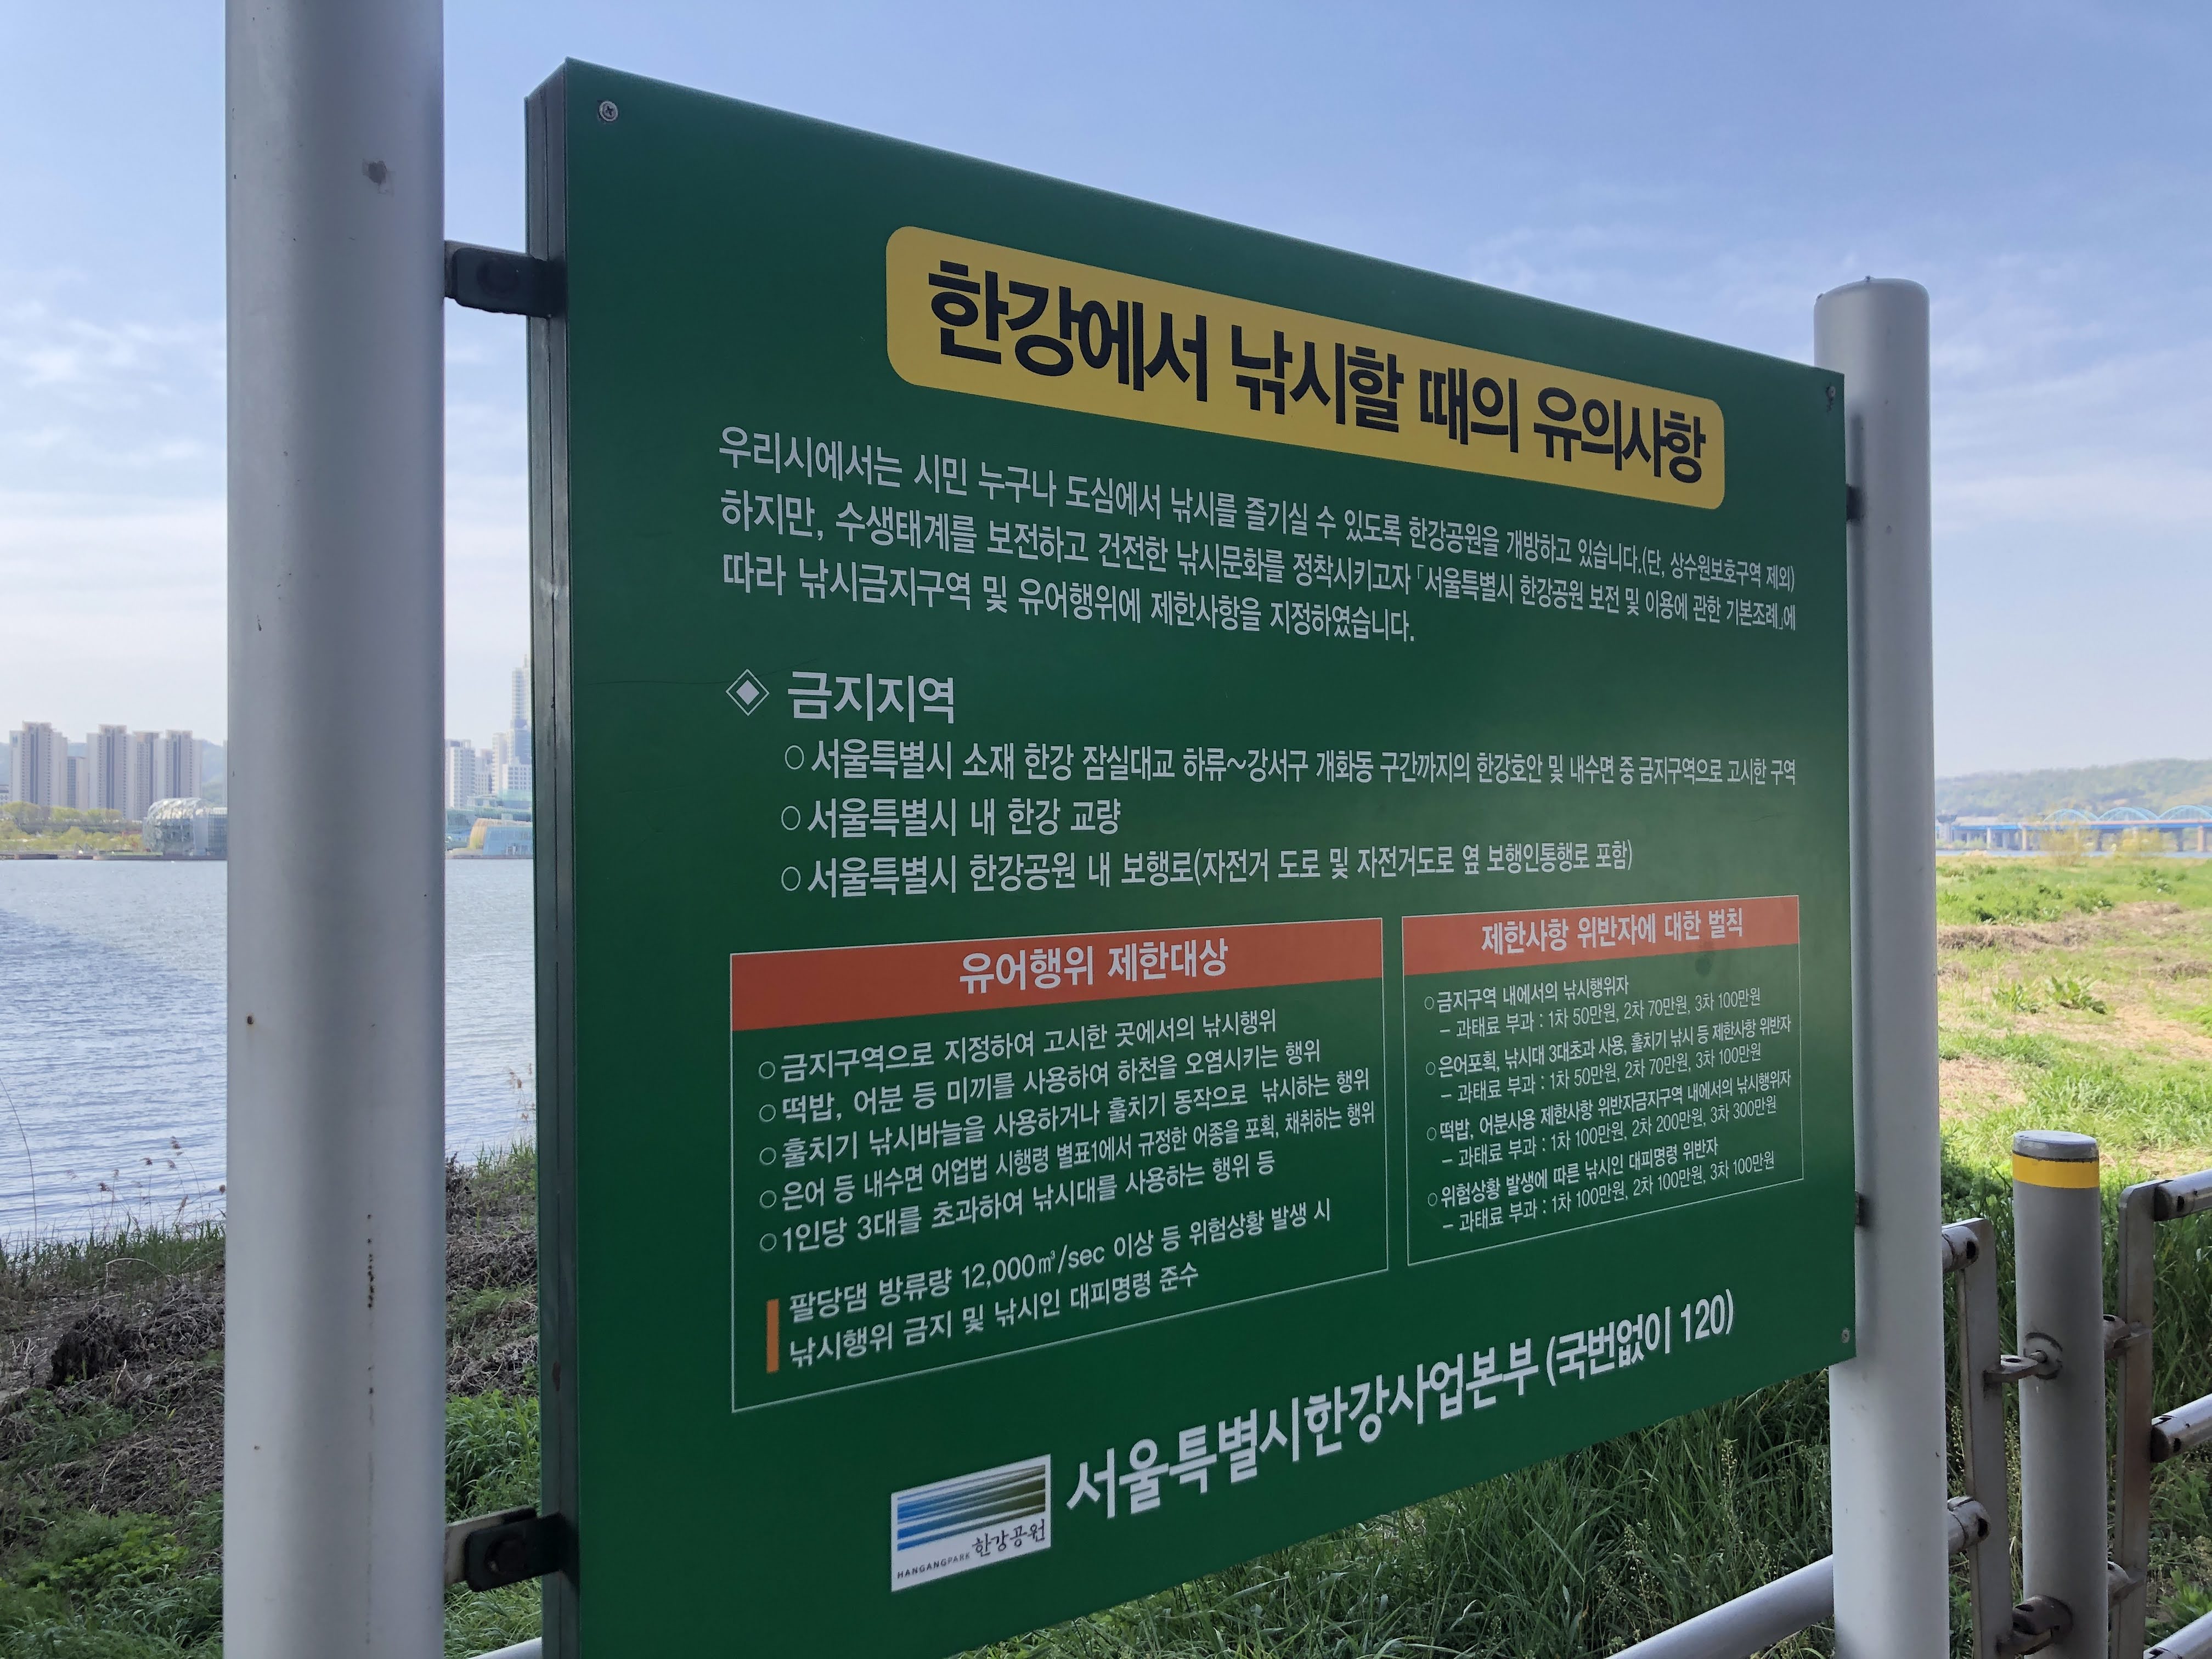 한강에서 낚시할 때의 유의사항
우리시에서는 시민 누구나 도심에서 낚시를 즐기실 수 있도록 한강공원을 개방하고 있습니다.(단, 상수원보호구역 제외)
하지만, 수생태계를 보전하고 건전한 낚시문화를 정착시키고자 「서울특별시 한강공원 보전 및 이용에 관한 기본조례」에
따라 낚시금지구역 및 유어행위에 제한사항을 지정하였습니다.
◈ 금지지역
○ 서울특별시 소재 한강 잠실대교 하류~강서구 개화동 구간까지의 한강호안 및 내수면 중 금지구역으로 고시한 구역
○ 서울특별시 내 한강 교량
○ 서울특별시 한강공원 내 보행로(자전거 도로 및 자전거도로 옆 보행인통행로 포함)
유어행위 제한대상
○ 금지구역으로 지정하여 고시한 곳에서의 낚시행위
○ 떡밥, 어분 등 미끼를 사용하여 하천을 오염시키는 행위
○ 훌치기 낚시바늘을 사용하거나 훌치기 동작으로 낚시하는 행위
○ 은어 등 내수면 어업법 시행령 별표1에서 규정한 어종을 포획, 채취하는 행위
○ 1인당 3대를 초과하여 낚시대를 사용하는 행위 등
팔당댐 방류량 12,000㎥/sec 이상 등 위험상황 발생 시
낚시행위 금지 및 낚시인 대피명령 준수
제한사항 위반자에 대한 벌칙
○ 금지구역 내에서의 낚시행위자
– 과태료 부과 : 1차 50만원, 2차 70만원, 3차 100만원
○ 은어포획, 낚시대 3대초과 사용, 훌치기 낚시 등 제한사항 위반자
– 과태료 부과 : 1차 50만원, 2차 70만원, 3차 100만원
○ 떡밥, 어분사용 제한사항 위반자금지구역 내에서의 낚시행위자
– 과태료 부과 : 1차 100만원, 2차 200만원, 3차 300만원
○ 위험상황 발생에 따른 낚시인 대피명령 위반자
– 과태료 부과 : 1차 100만원, 2차 100만원, 3차 100만원
HANGANGPARK 한강공원
서울특별시한강사업본부 (국번없이 120)